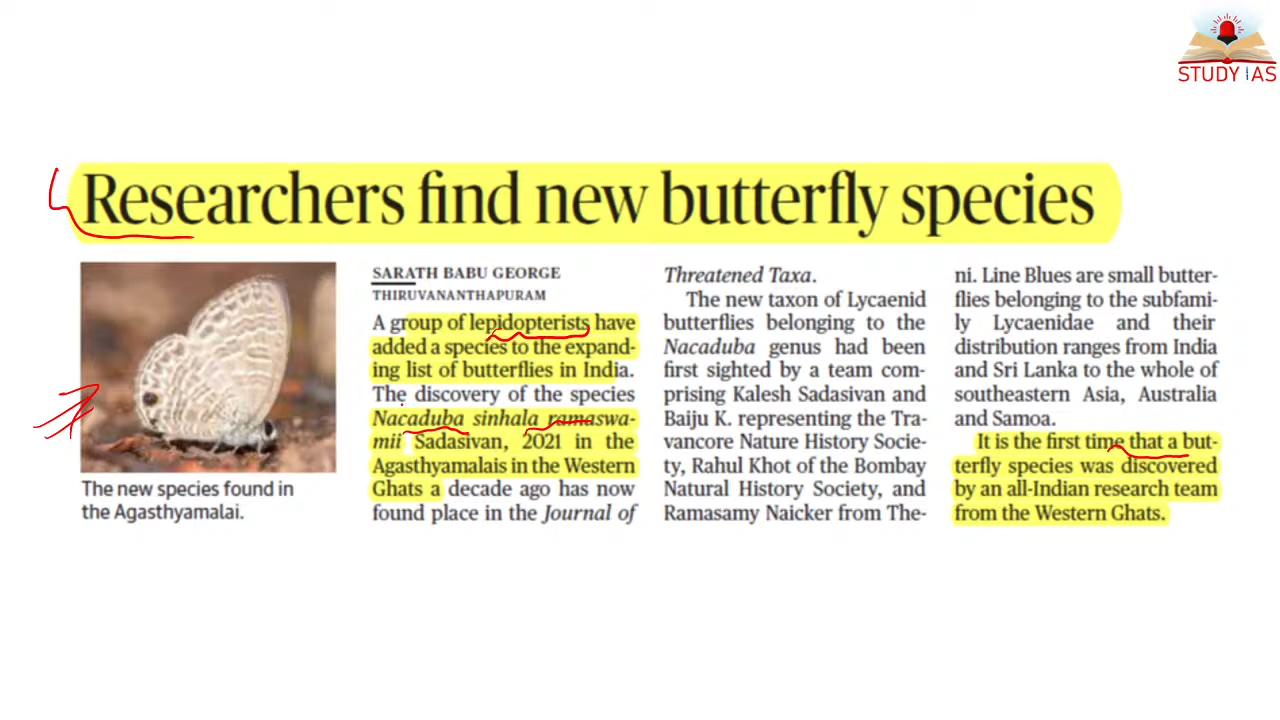 STUDY IAS
Researchers find new butterfly species
The new species found in
the Agasthyamalai.
SARATH BABU GEORGE
THIRUVANANTHAPURAM
A group of lepidopterists have
added a species to the expand-
ing list of butterflies in India.
The discovery of the species
Nacaduba sinhala ramaswa-
mii Sadasivan, 2021 in the
Agasthyamalais in the Western
Ghats a decade ago has now
found place in the Journal of
Threatened Taxa.
The new taxon of Lycaenid
butterflies belonging to the
Nacaduba genus had been
first sighted by a team com-
prising Kalesh Sadasivan and
Baiju K. representing the Tra-
vancore Nature History Socie-
ty, Rahul Khot of the Bombay
Natural History Society, and
Ramasamy Naicker from The-
ni. Line Blues are small butter-
flies belonging to the subfami-
ly Lycaenidae and their
distribution ranges from India
and Sri Lanka to the whole of
southeastern Asia, Australia
and Samoa.
It is the first time that a but-
terfly species was discovered
by an all-Indian research team
from the Western Ghats.